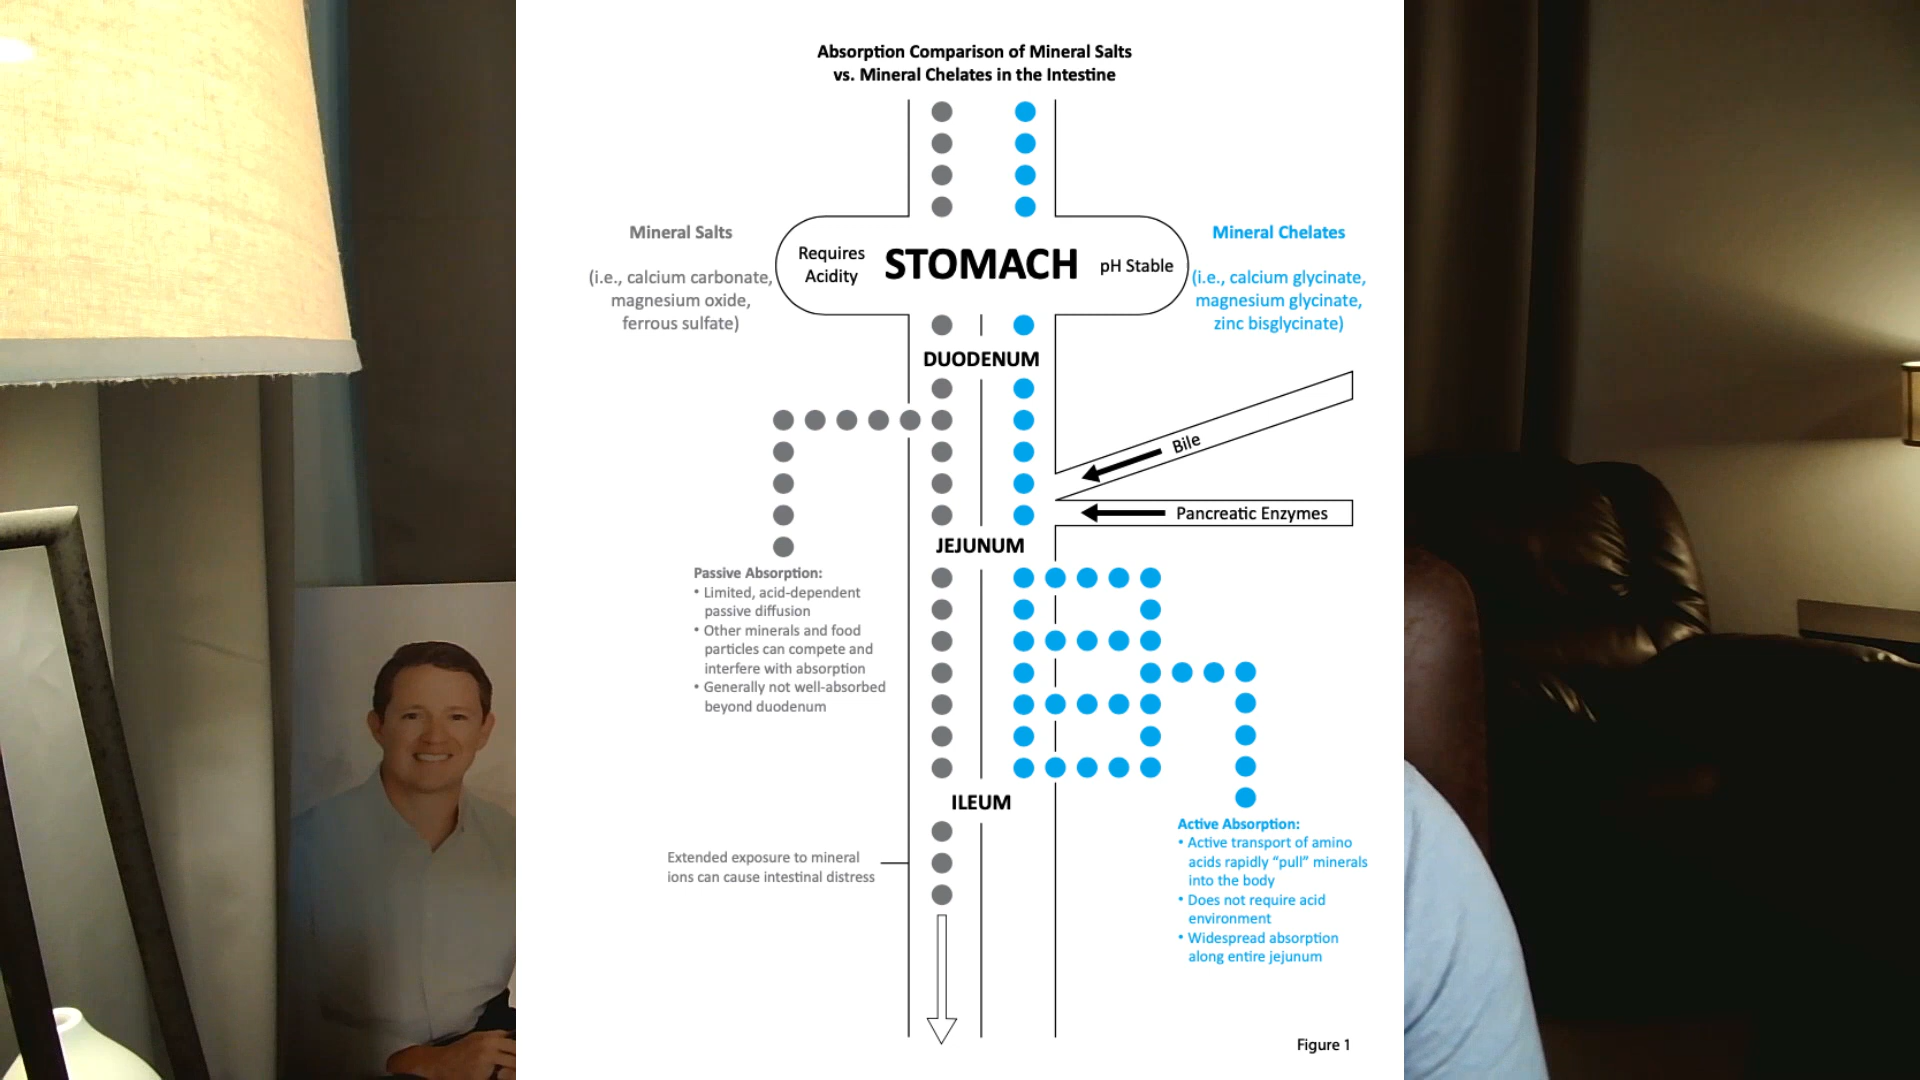 Absorption Comparison of Mineral Salts
vs. Mineral Chelates in the Intestine
Mineral Salts
(i.e., calcium carbonate,
magnesium oxide,
ferrous sulfate)
Requires
Acidity
STOMACH
pH Stable
Mineral Chelates
(i.e., calcium glycinate,
magnesium glycinate,
zinc bisglycinate)
DUODENUM
Bile
Pancreatic Enzymes
JEJUNUM
Passive Absorption:
• Limited, acid-dependent
passive diffusion
• Other minerals and food
particles can compete and
interfere with absorption
• Generally not well-absorbed
beyond duodenum
ILEUM
Extended exposure to mineral
ions can cause intestinal distress
Active Absorption:
• Active transport of amino
acids rapidly “pull” minerals
into the body
• Does not require acid
environment
• Widespread absorption
along entire jejunum
Figure 1